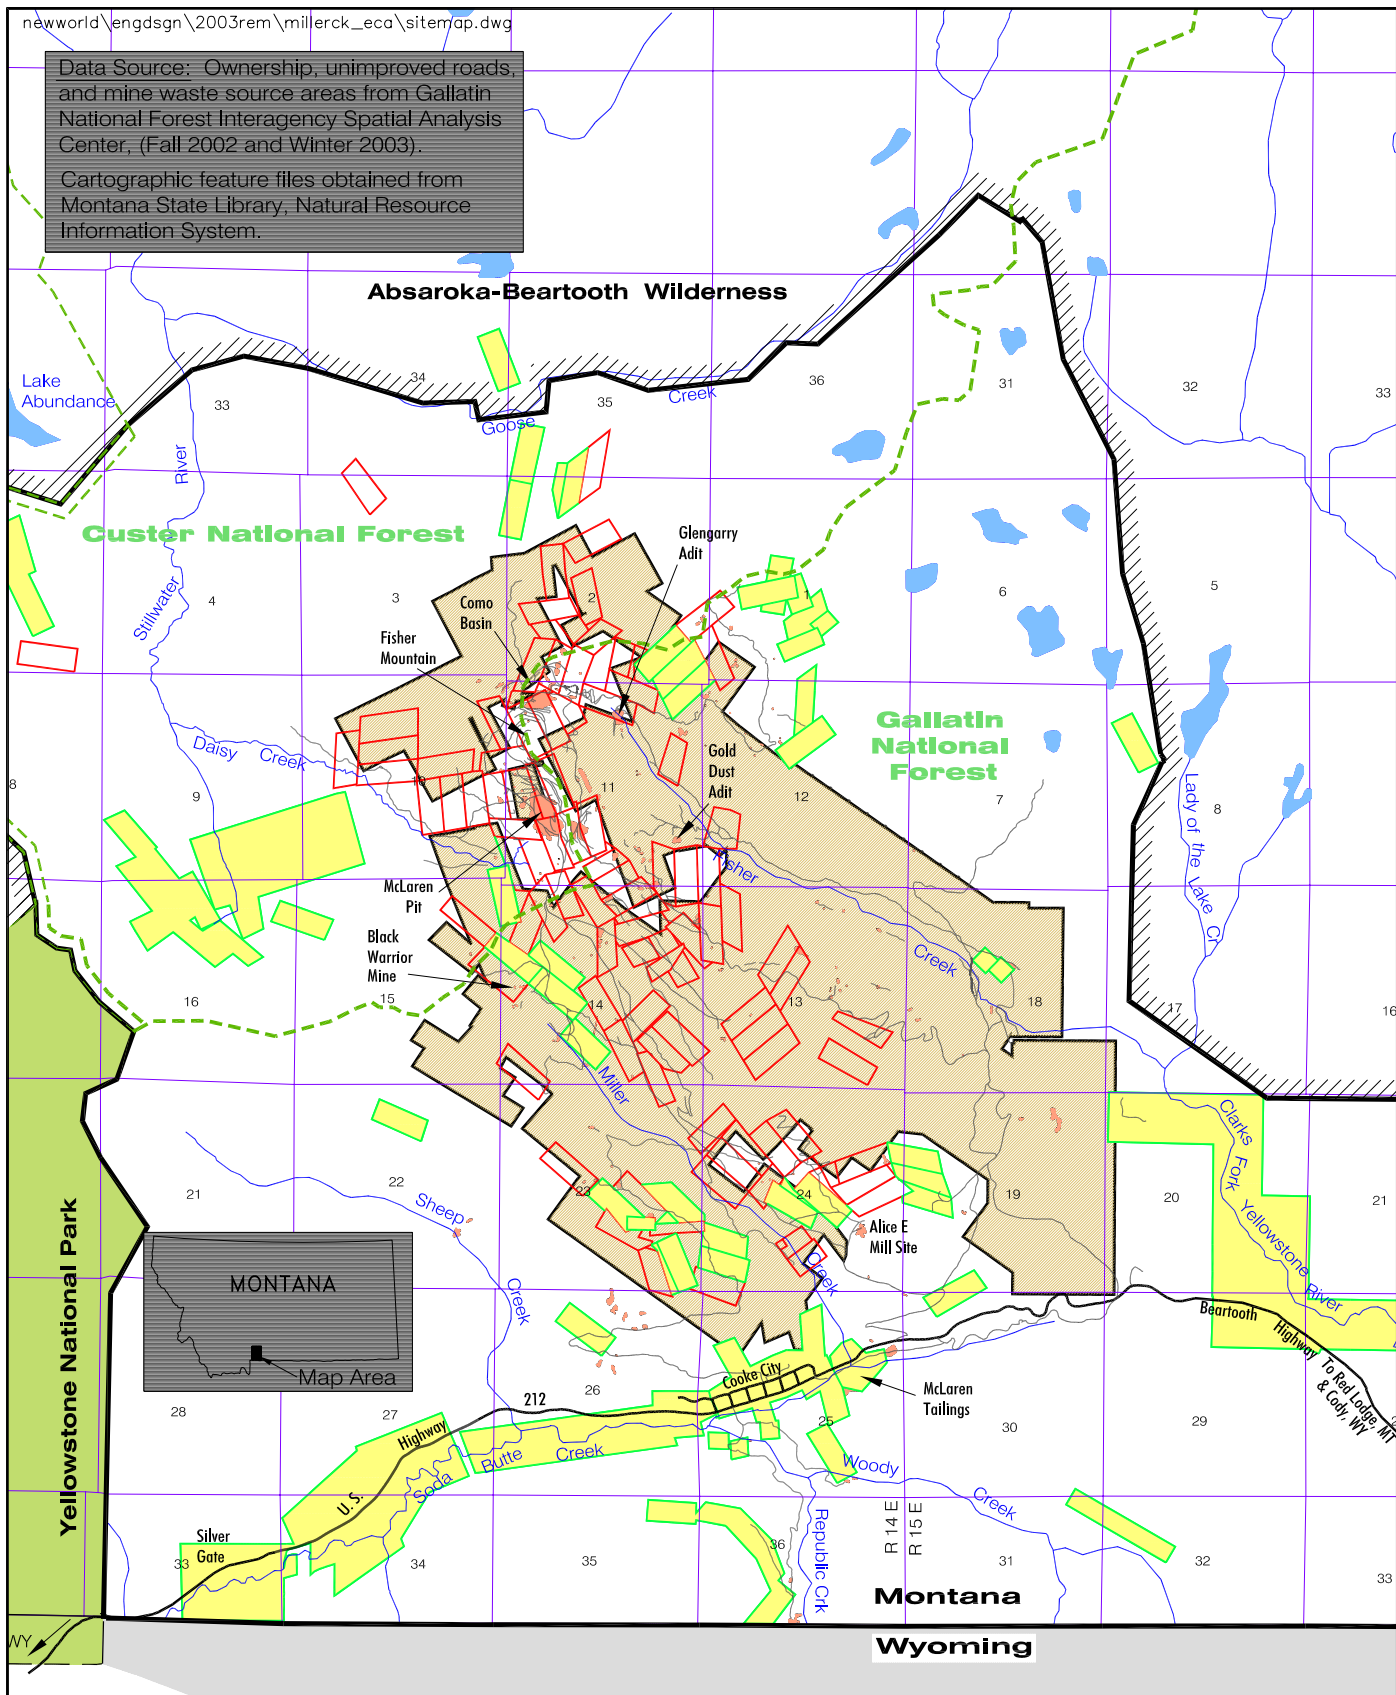 newworld\engdsgn\2003rem\millerck_eca\sitemap.dwg
Data Source: Ownership, unimproved roads,
and mine waste source areas from Gallatin
National Forest Interagency Spatial Analysis
Center, (Fall 2002 and Winter 2003).
Cartographic feature files obtained from
Montana State Library, Natural Resource
Information System.
Absaroka-Beartooth Wilderness
Lake
Abundance
33
34
Goose
35
Creek
36
31
32
33
River
Custer National Forest
Stillwater
4
3
Como
Basin
Fisher
Mountain
2
Glengarry
Adit
1
6
5
Gallatin
National
Forest
Daisy Creek
8
9
10
11
Gold
Dust
Adit
12
7
8
Lady of the Lake Cr
McLaren
Pit
Black
Warrior
Mine
Fisher
Creek
16
15
14
13
18
17
16
Miller
Creek
Clarks
Fork
Yellowstone
River
21
22
23
24
19
20
21
Sheep
Creek
Alice E
Mill Site
Yellowstone National Park
MONTANA
Map Area
Beartooth
Highway
To Red Lodge, MT
& Cody, WY
Cooke City
McLaren
Tailings
28
27
26
25
30
29
U.S.
Highway
212
Soda
Butte
Creek
Woody
Creek
Republic Crk
R 14 E
R 15 E
Silver
Gate
33
34
35
36
31
32
33
Montana
Wyoming
WY